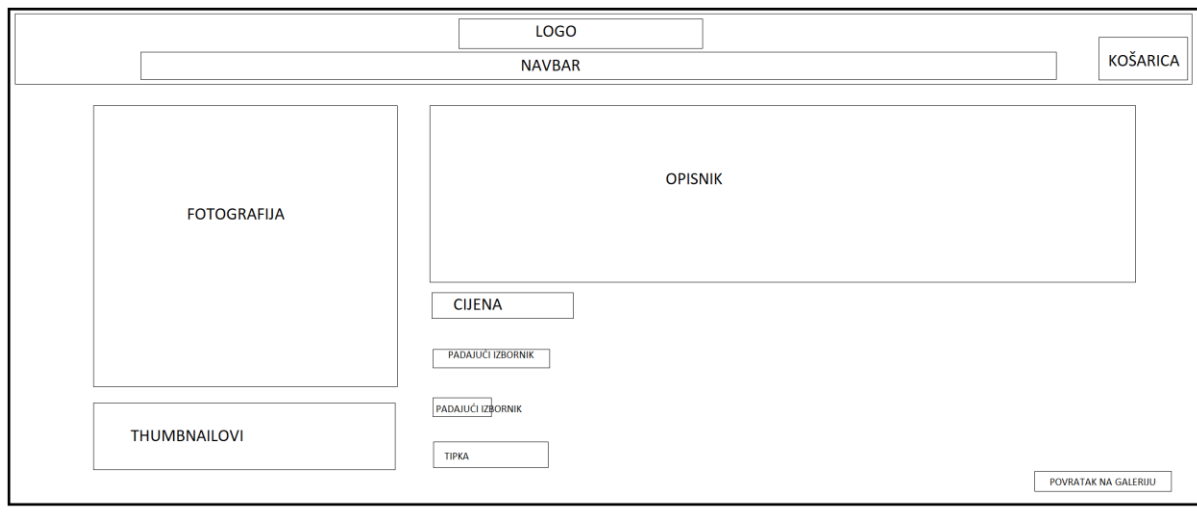 LOGO
NAVBAR
KOŠARICA
FOTOGRAFIJA
THUMBNAILOVI
OPISNIK
CIJENA
PADAJUĆI IZBORNIK
PADAJUĆI IZBORNIK
TIPKA
POVRATAK NA GALERIJU